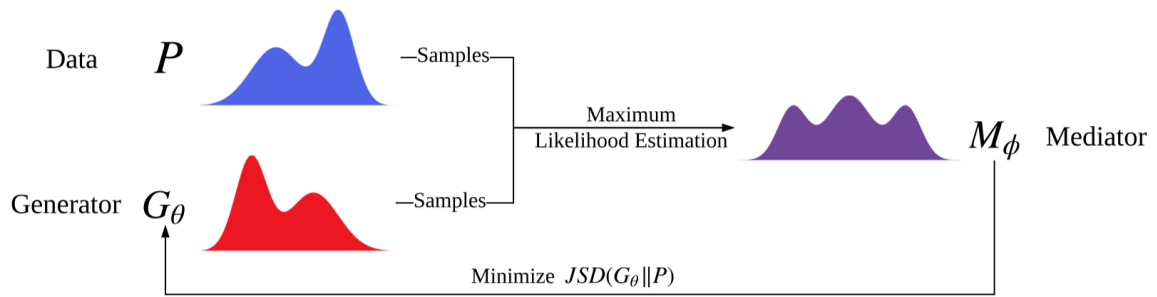 Data P
Samples
Maximum
Likelihood Estimation
M_ϕ Mediator
Generator G_θ
Samples
Minimize JSD(G_θ∥P)